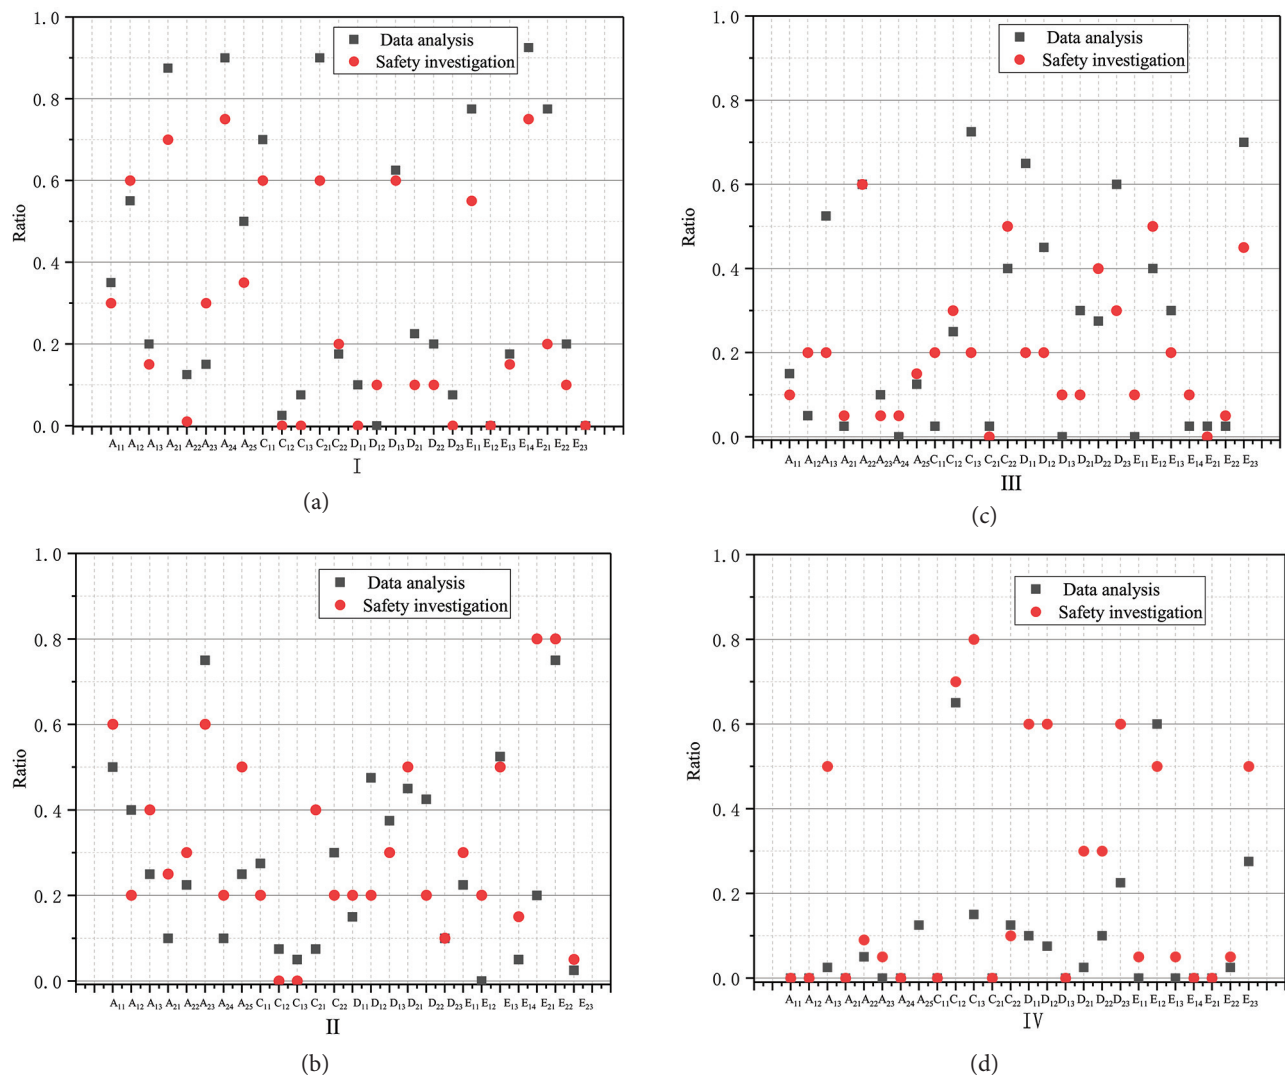 1.0
0.8
0.6
0.4
0.2
0.0
Ratio
Data analysis
Safety investigation
A11 A12 A13 A21 A22 A23 A24 A25 C11 C12 C13 C21 C22 D11 D12 D13 D21 D22 D23 E11 E12 E13 E14 E21 E22 E23
I
(a)
1.0
0.8
0.6
0.4
0.2
0.0
Ratio
Data analysis
Safety investigation
A11 A12 A13 A21 A22 A23 A24 A25 C11 C12 C13 C21 C22 D11 D12 D13 D21 D22 D23 E11 E12 E13 E14 E21 E22 E23
III
(c)
1.0
0.8
0.6
0.4
0.2
0.0
Ratio
Data analysis
Safety investigation
A11 A12 A13 A21 A22 A23 A24 A25 C11 C12 C13 C21 C22 D11 D12 D13 D21 D22 D23 E11 E12 E13 E14 E21 E22 E23
II
(b)
1.0
0.8
0.6
0.4
0.2
0.0
Ratio
Data analysis
Safety investigation
A11 A12 A13 A21 A22 A23 A24 A25 C11 C12 C13 C21 C22 D11 D12 D13 D21 D22 D23 E11 E12 E13 E14 E21 E22 E23
IV
(d)